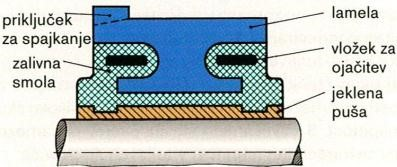 priključek
za spajkanje
zalivna
smola
lamela
vložek za
ojačitev
jeklena
puša